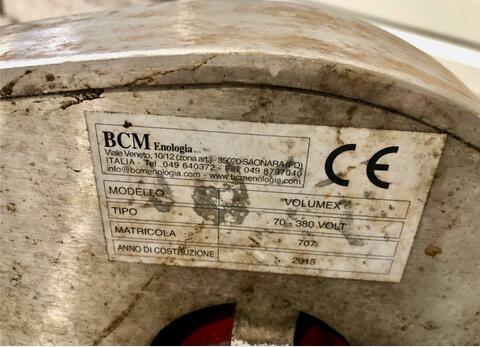 BCM Enologia
Viale Veneto, 10/12 (zona art.) - 35020-SAONARA (PD)
ITALIA - Tel. 049 640372 - Fax 049 8797040
info@bcmenologia.com - www.bcmenologia.com
CE
MODELLO VOLUMEX
TIPO 70 - 380 VOLT
MATRICOLA 707
ANNO DI COSTRUZIONE 2015